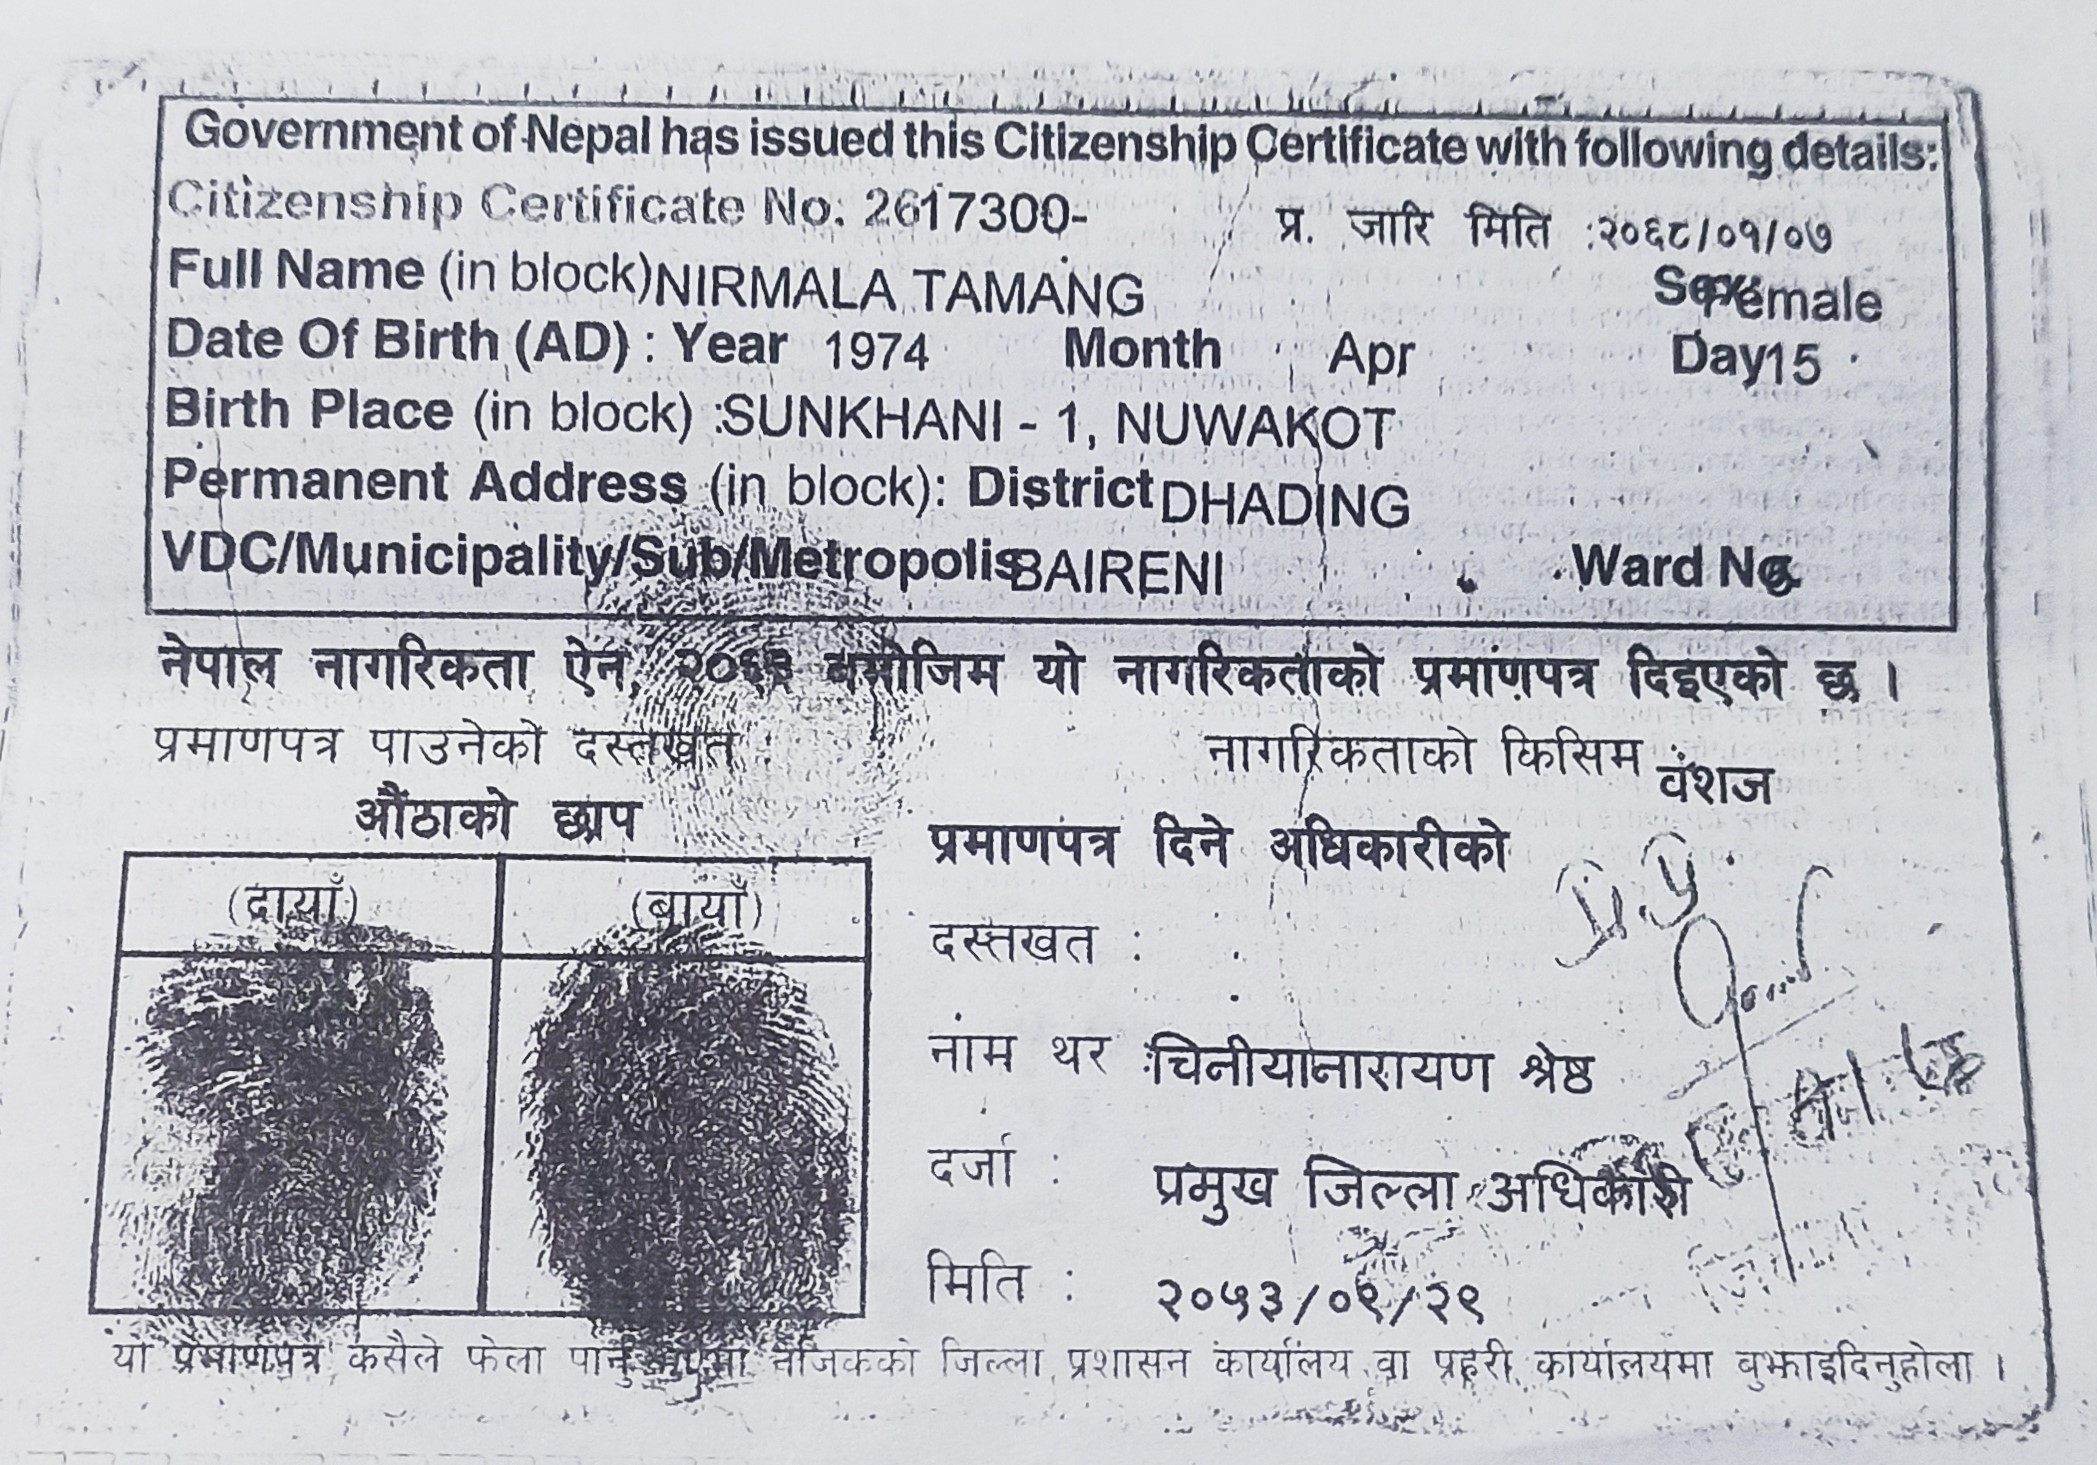 Government of Nepal has issued this Citizenship Certificate with following details:
Citizenship Certificate No. 2617300- प्र. जारि मिति :२०६८/०१/०७
Full Name (in block) NIRMALA TAMANG Sex Female
Date Of Birth (AD) : Year 1974 Month Apr Day 15
Birth Place (in block) : SUNKHANI - 1, NUWAKOT
Permanent Address (in block): District DHADING
VDC/Municipality/Sub/Metropolis BAIRENI Ward No.
नेपाल नागरिकता ऐन, २०६३ बमोजिम यो नागरिकताको प्रमाणपत्र दिइएको छ ।
प्रमाणपत्र पाउनेको दस्तखत नागरिकताको किसिम : वंशज
औंठाको छाप
प्रमाणपत्र दिने अधिकारीको
(दायाँ) (बायाँ)
दस्तखत :
नाम थर : चिनीयानारायण श्रेष्ठ
दर्जा : प्रमुख जिल्ला अधिकारी
मिति : २०५३/०९/२९
यो प्रमाणपत्र कसैले फेला पारी नजिकको जिल्ला प्रशासन कार्यालय वा प्रहरी कार्यालयमा बुझाइदिनुहोला ।